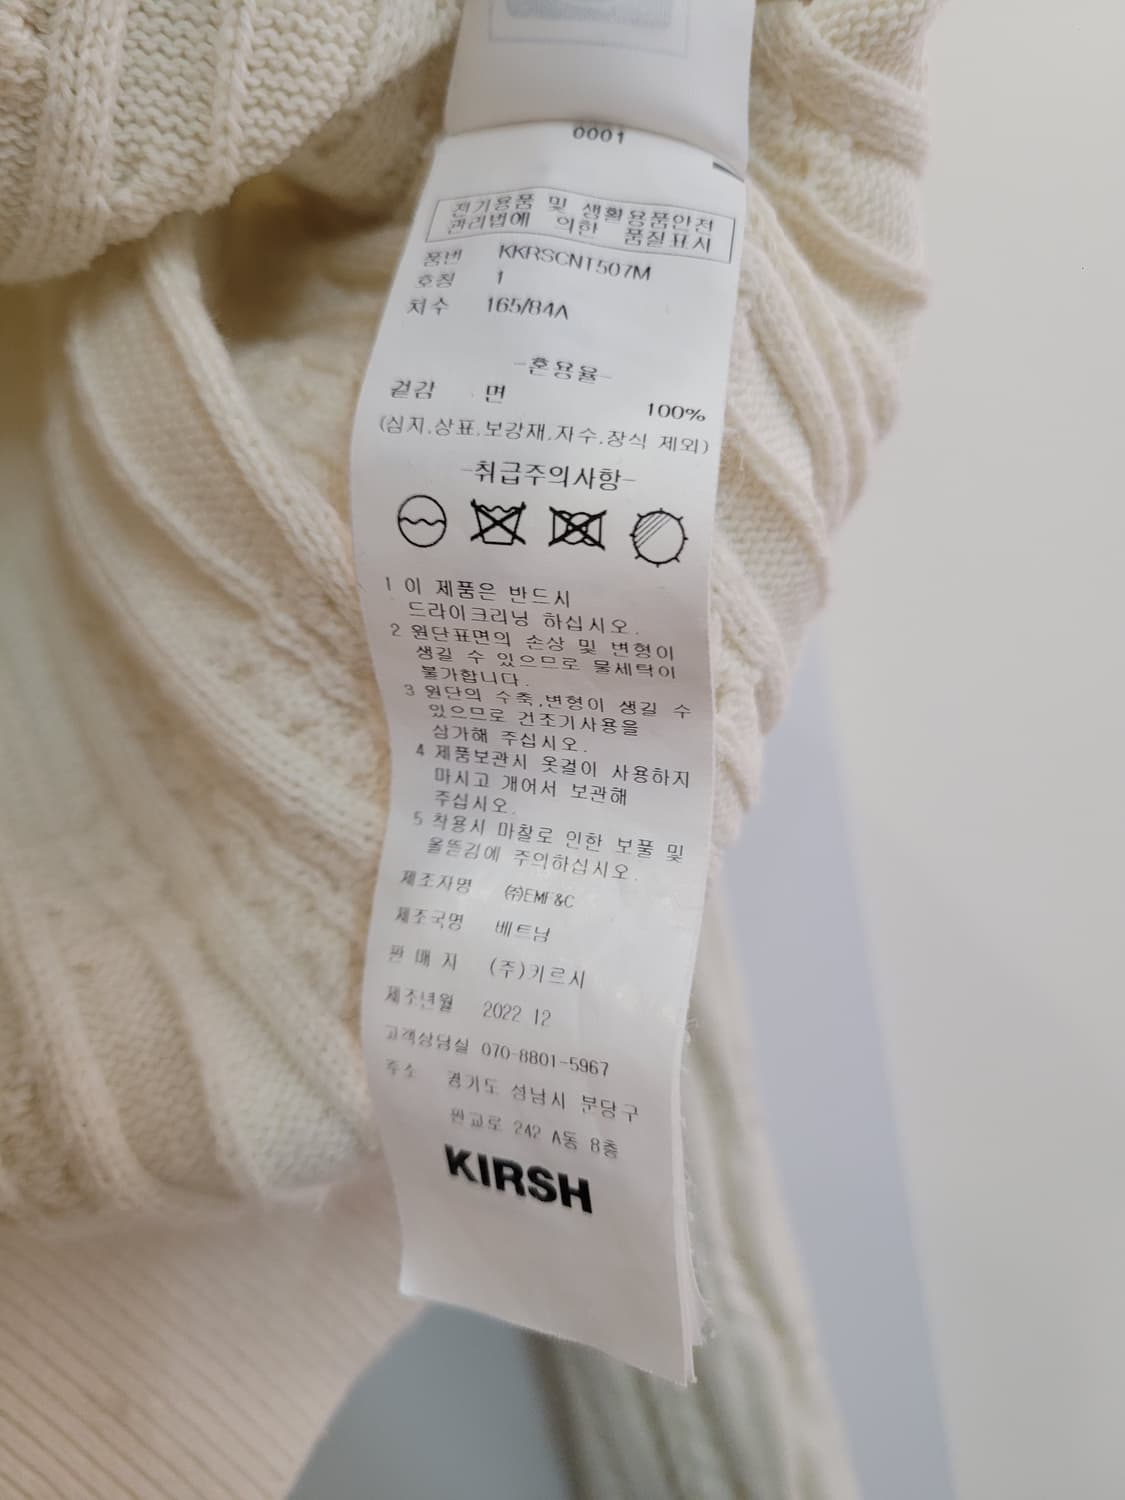 0001
전기용품 및 생활용품안전
관리법에 의한 품질표시
품번 KKRSCNT507M
호칭 1
치수 165/84A
-혼용율-
겉감 면 100%
(심지,상표,보강재,자수,장식 제외)
-취급주의사항-
1 이 제품은 반드시
드라이크리닝 하십시오.
2 원단표면의 손상 및 변형이
생길 수 있으므로 물세탁이
불가합니다.
3 원단의 수축,변형이 생길 수
있으므로 건조기사용을
삼가해 주십시오.
4 제품보관시 옷걸이 사용하지
마시고 개어서 보관해
주십시오.
5 착용시 마찰로 인한 보풀 및
올뜯김에 주의하십시오.
제조자명 ㈜EMF&C
제조국명 베트남
판 매 자 (주)키르시
제조년월 2022 12
고객상담실 070-8801-5967
주소 경기도 성남시 분당구
판교로 242 A동 8층
KIRSH